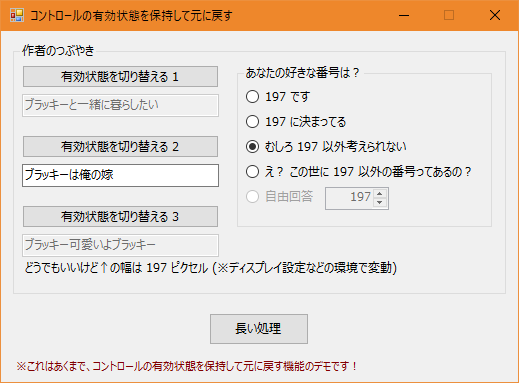 コントロールの有効状態を保持して元に戻す
作者のつぶやき
有効状態を切り替える 1
ブラッキーと一緒に暮らしたい
有効状態を切り替える 2
ブラッキーは俺の嫁
有効状態を切り替える 3
ブラッキー可愛いよブラッキー
どうでもいいけど↑の幅は 197 ピクセル (※ディスプレイ設定などの環境で変動)
あなたの好きな番号は？
197 です
197 に決まってる
むしろ 197 以外考えられない
え？ この世に 197 以外の番号ってあるの？
自由回答 197
長い処理
※これはあくまで、コントロールの有効状態を保持して元に戻す機能のデモです！